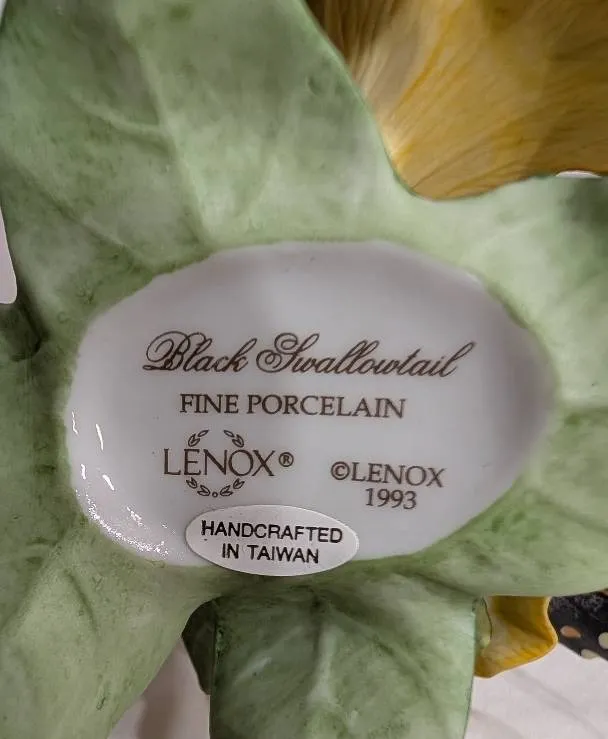 Black Swallowtail
FINE PORCELAIN
LENOX®
©LENOX
1993
HANDCRAFTED
IN TAIWAN